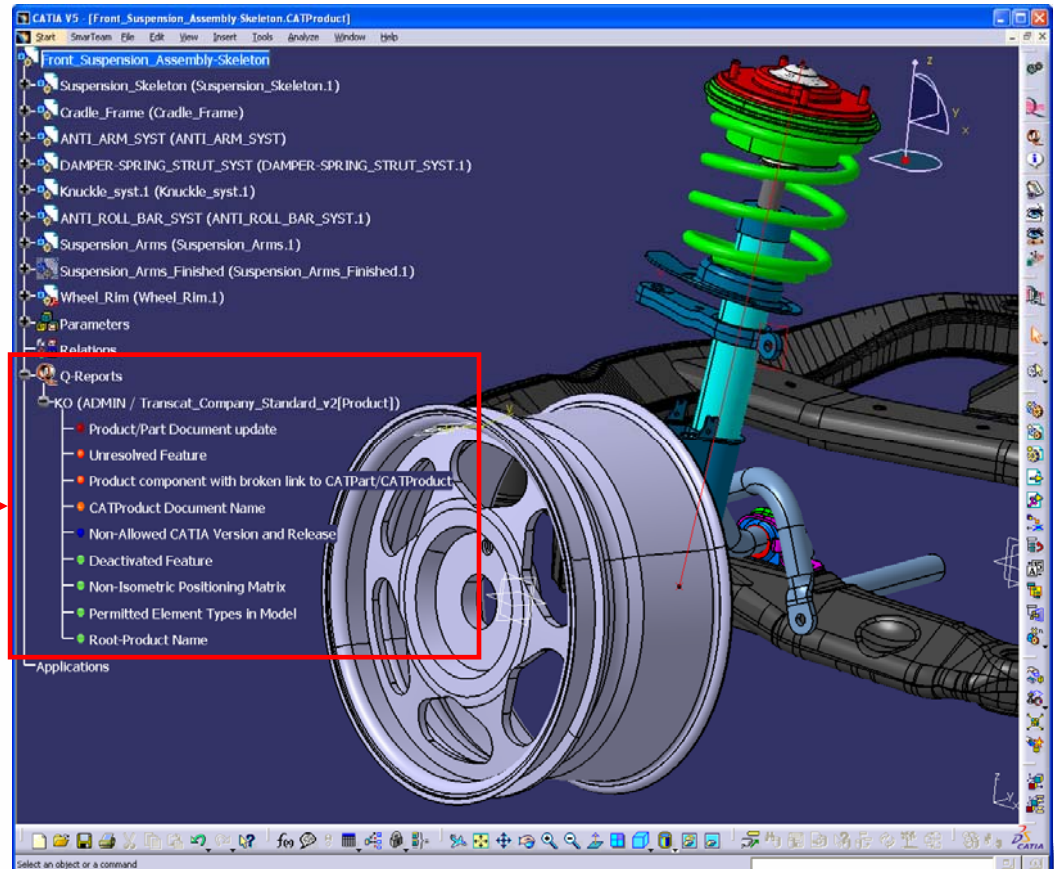 CATIA V5 - [Front_Suspension_Assembly-Skeleton.CATProduct]
Start SmarTeam File Edit View Insert Tools Analyze Window Help
Front_Suspension_Assembly-Skeleton
Suspension_Skeleton (Suspension_Skeleton.1)
Cradle_Frame (Cradle_Frame)
ANTI_ARM_SYST (ANTI_ARM_SYST)
DAMPER-SPRING_STRUT_SYST (DAMPER-SPRING_STRUT_SYST.1)
Knuckle_syst.1 (Knuckle_syst.1)
ANTI_ROLL_BAR_SYST (ANTI_ROLL_BAR_SYST.1)
Suspension_Arms (Suspension_Arms.1)
Suspension_Arms_Finished (Suspension_Arms_Finished.1)
Wheel_Rim (Wheel_Rim.1)
Parameters
Relations
Q-Reports
KO (ADMIN / Transcat_Company_Standard_v2[Product])
Product/Part Document update
Unresolved Feature
Product component with broken link to CATPart/CATProduct
CATProduct Document Name
Non-Allowed CATIA Version and Release
Deactivated Feature
Non-Isometric Positioning Matrix
Permitted Element Types in Model
Root-Product Name
Applications
z
y
x
y
z
y
x
f(x)
CATIA
Select an object or a command